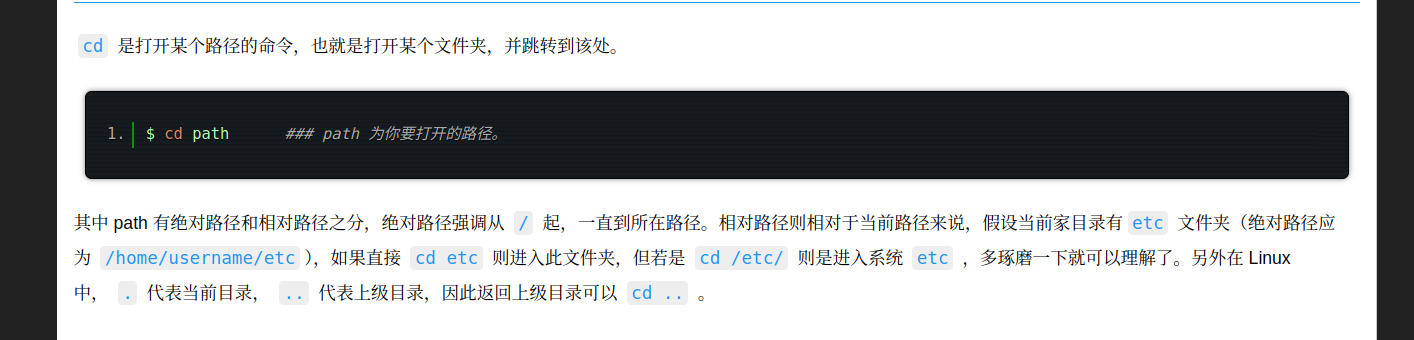 cd 是打开某个路径的命令，也就是打开某个文件夹，并跳转到该处。
1. $ cd path ### path 为你要打开的路径。
其中 path 有绝对路径和相对路径之分，绝对路径强调从 / 起，一直到所在路径。相对路径则相对于当前路径来说，假设当前家目录有 etc 文件夹（绝对路径应
为 /home/username/etc ），如果直接 cd etc 则进入此文件夹，但若是 cd /etc/ 则是进入系统 etc ，多琢磨一下就可以理解了。另外在 Linux
中， . 代表当前目录， .. 代表上级目录，因此返回上级目录可以 cd .. 。